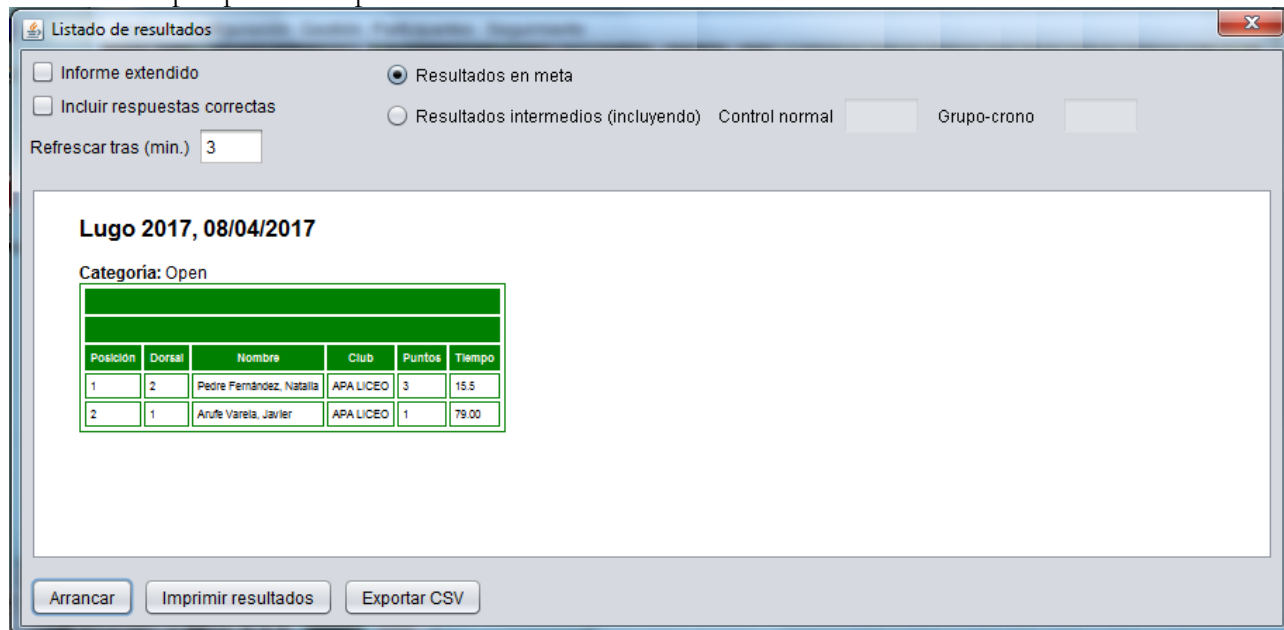 Listado de resultados
Informe extendido
Resultados en meta
Incluir respuestas correctas
Resultados intermedios (incluyendo) Control normal Grupo-crono
Refrescar tras (min.) 3
Lugo 2017, 08/04/2017
Categoría: Open
Posición Dorsal Nombre Club Puntos Tiempo
1 2 Pedre Fernández, Natalia APA LICEO 3 15.5
2 1 Arufe Varela, Javier APA LICEO 1 79.00
Arrancar Imprimir resultados Exportar CSV